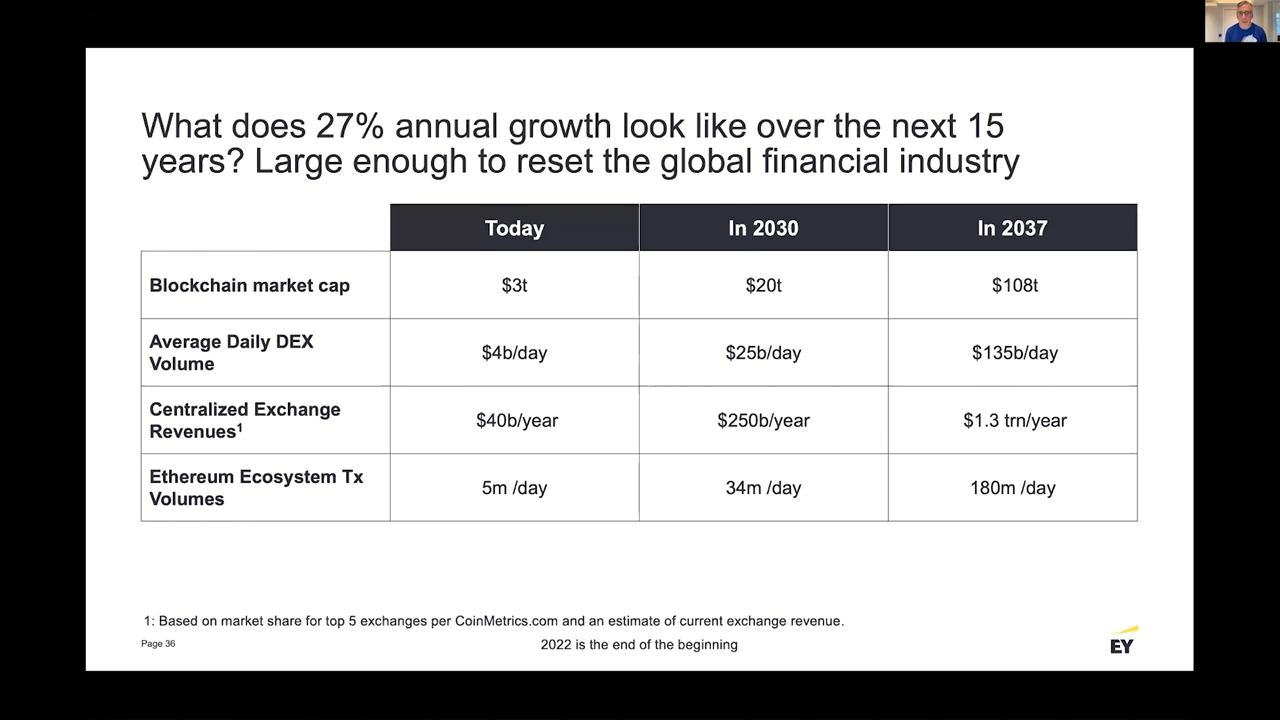 What does 27% annual growth look like over the next 15
years? Large enough to reset the global financial industry
Today
In 2030
In 2037
Blockchain market cap
$3t
$20t
$108t
Average Daily DEX
Volume
$4b/day
$25b/day
$135b/day
Centralized Exchange
Revenues¹
$40b/year
$250b/year
$1.3 trn/year
Ethereum Ecosystem Tx
Volumes
5m /day
34m /day
180m /day
1: Based on market share for top 5 exchanges per CoinMetrics.com and an estimate of current exchange revenue.
Page 36
2022 is the end of the beginning
EY